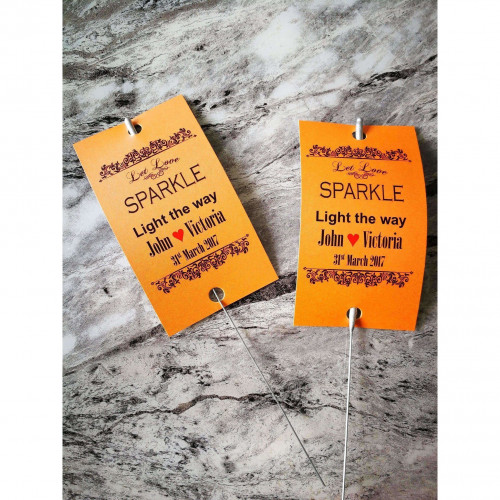 Let Love
SPARKLE
Light the way
John ♥ Victoria
31st March 2017
Let Love
SPARKLE
Light the way
John ♥ Victoria
31st March 2017